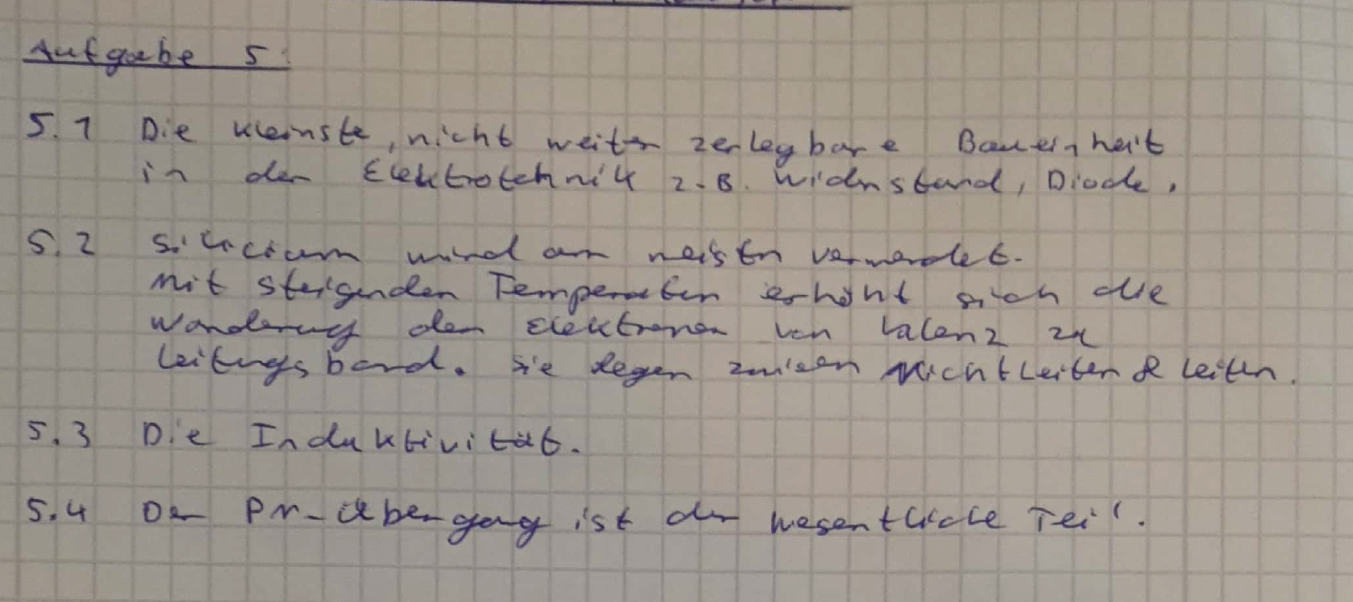 Aufgabe 5:
5.1 Die kleinste, nicht weiter zerlegbare Baueinheit
in der Elektrotechnik z.B. Widerstand, Diode.
5.2 Silicium wird am meisten verwendet.
Mit steigenden Temperaturen erhöht sich die
Wanderung der Elektronen von Valenz zu
Leitungsband. Sie liegen zwischen Nichtleiter & Leiter.
5.3 Die Induktivität.
5.4 Der PN-Übergang ist der wesentliche Teil.